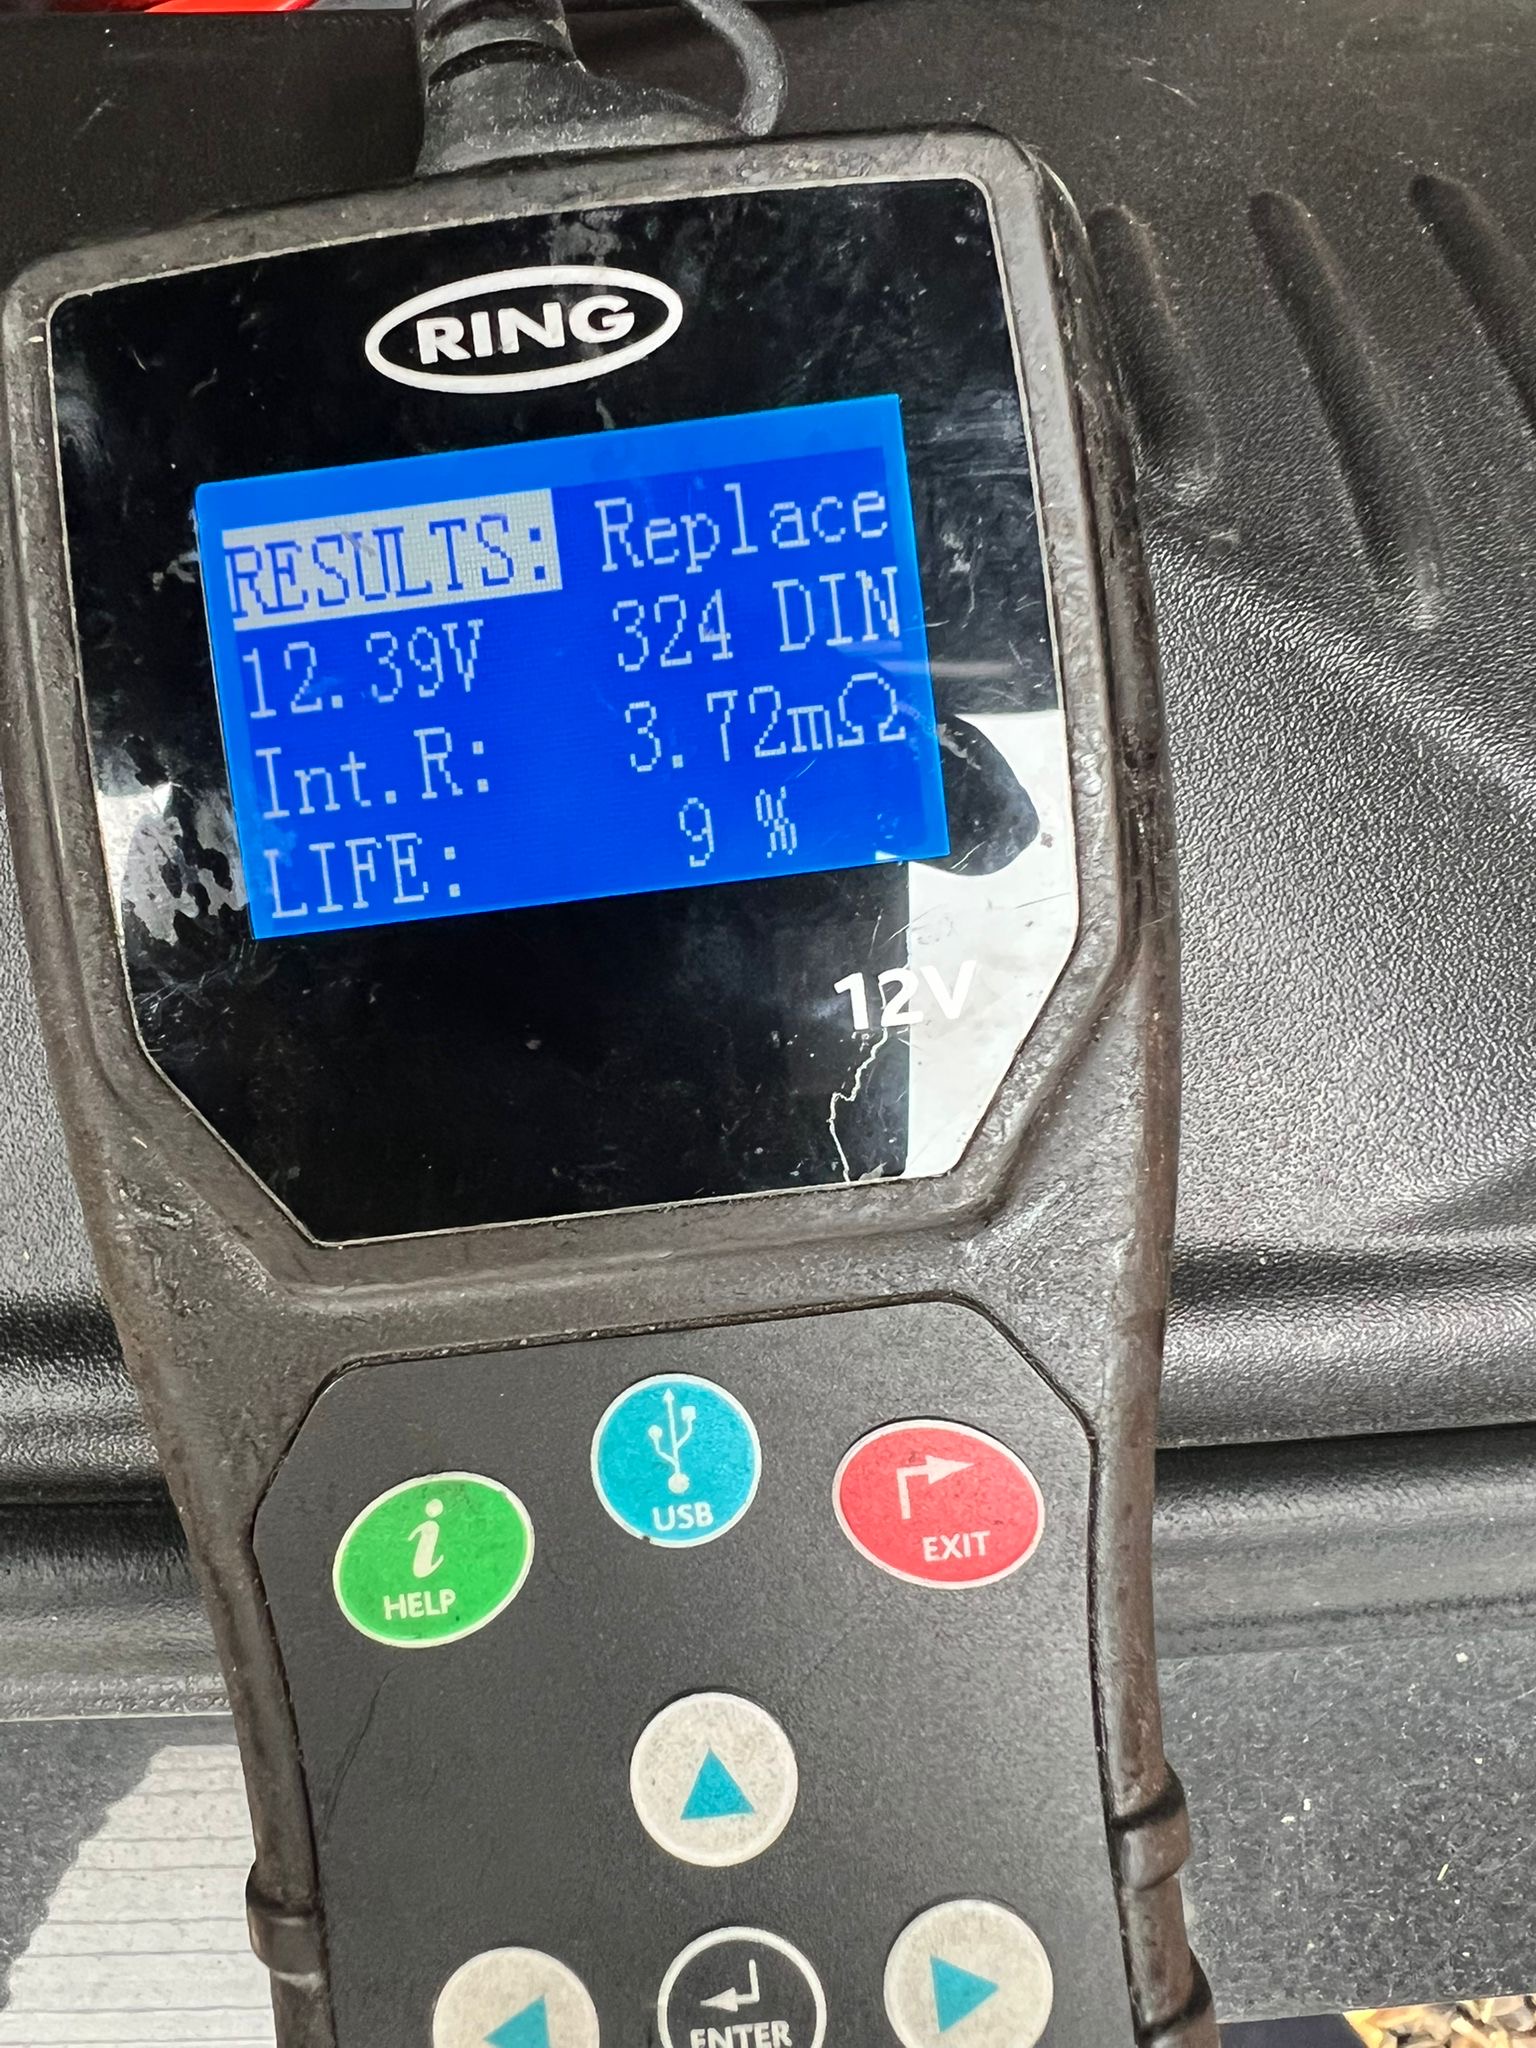 RING
RESULTS: Replace
12.39V 324 DIN
Int.R: 3.72mΩ
LIFE: 9 %
12V
USB
i
HELP
EXIT
ENTER